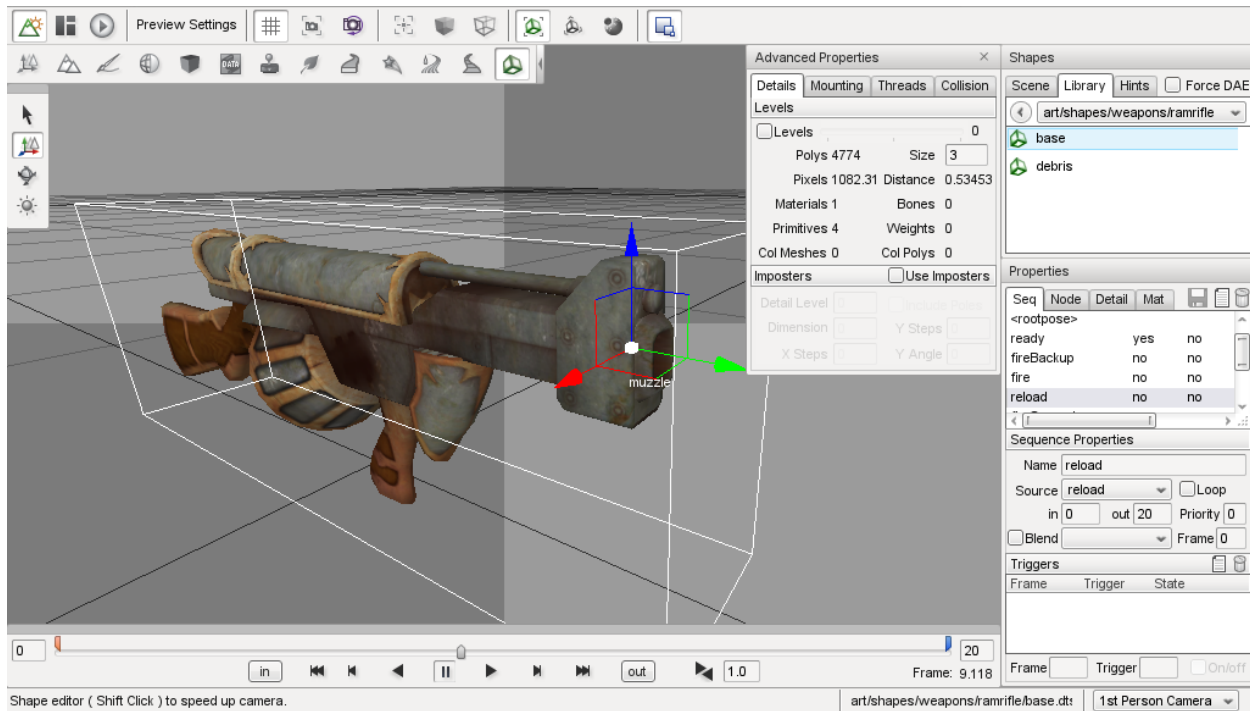 Preview Settings
DATA
Advanced Properties
Details Mounting Threads Collision
Levels
Levels 0
Polys 4774 Size 3
Pixels 1082.31 Distance 0.53453
Materials 1 Bones 0
Primitives 4 Weights 0
Col Meshes 0 Col Polys 0
Imposters Use Imposters
Detail Level
Dimension 0 Y Steps 0
X Steps 0 Y Angle 0
Shapes
Scene Library Hints Force DAE
art/shapes/weapons/ramrifle
base
debris
Properties
Seq Node Detail Mat
<rootpose>
ready yes no
fireBackup no no
fire no no
reload no no
Sequence Properties
Name reload
Source reload Loop
in 0 out 20 Priority 0
Blend Frame 0
Triggers
Frame Trigger State
Frame Trigger On/off
muzzle
0 20
in out 1.0 Frame: 9.118
Shape editor ( Shift Click ) to speed up camera. art/shapes/weapons/ramrifle/base.dts 1st Person Camera